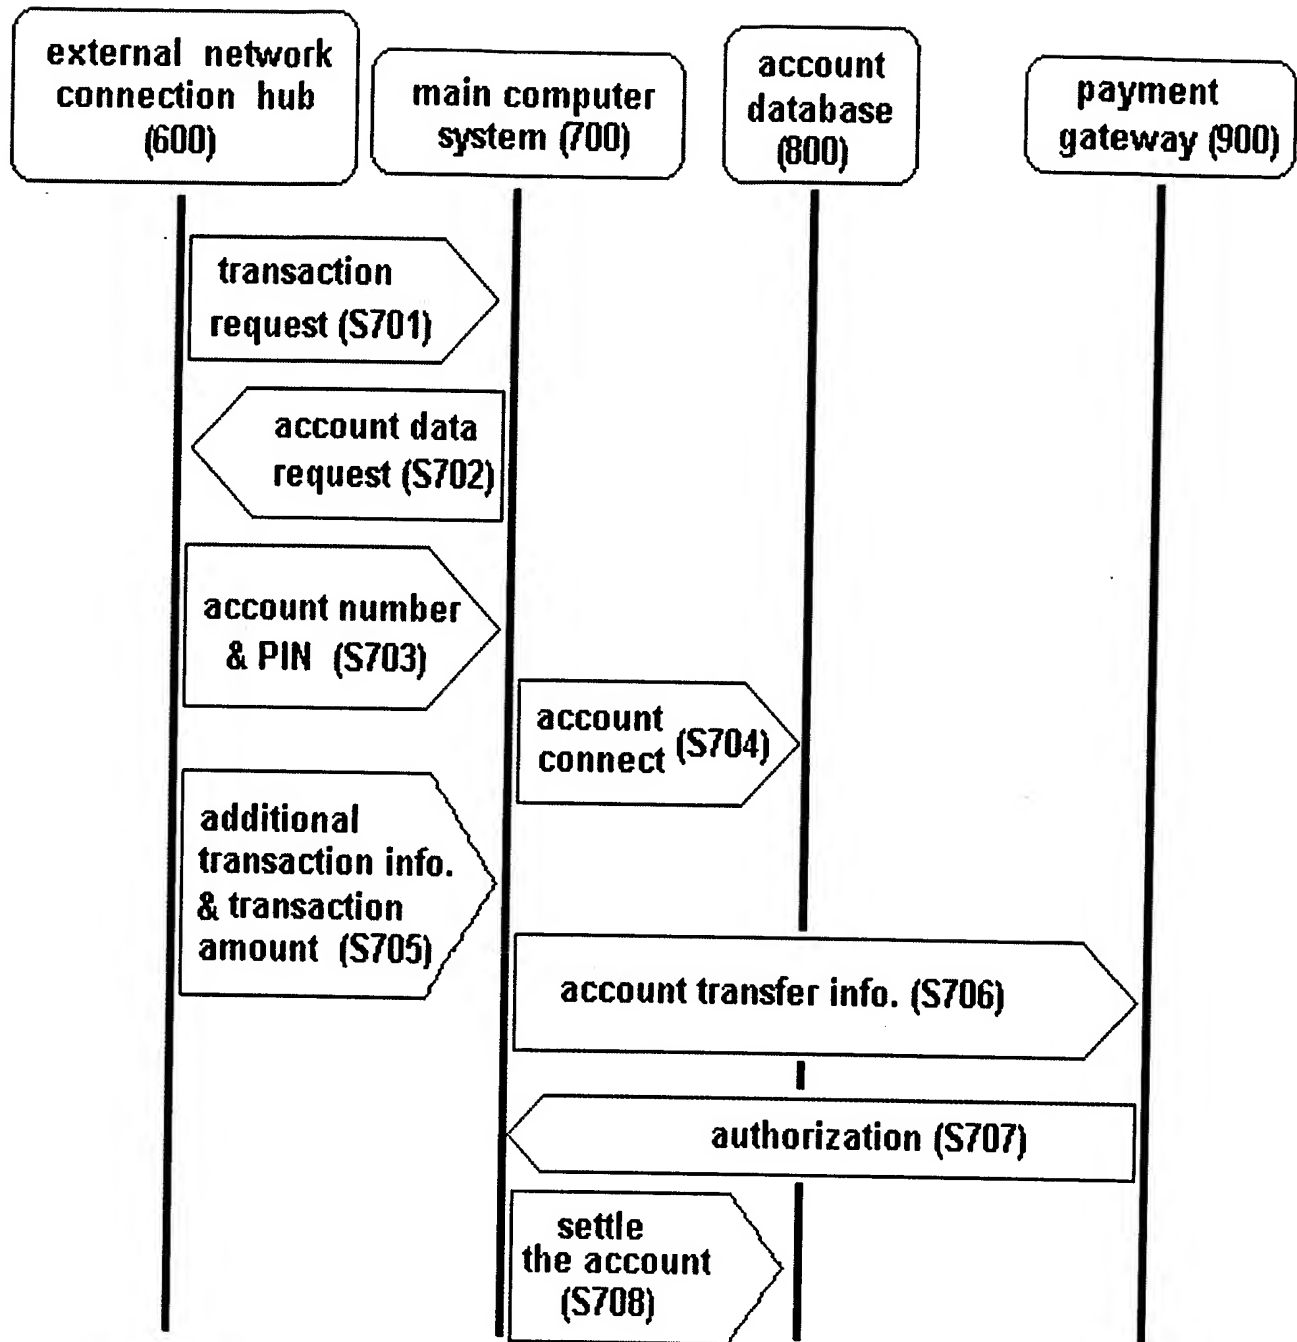 external network
connection hub
(600)
main computer
system (700)
account
database
(800)
payment
gateway (900)
transaction
request (S701)
account data
request (S702)
account number
& PIN (S703)
account
connect (S704)
additional
transaction info.
& transaction
amount (S705)
account transfer info. (S706)
authorization (S707)
settle
the account
(S708)